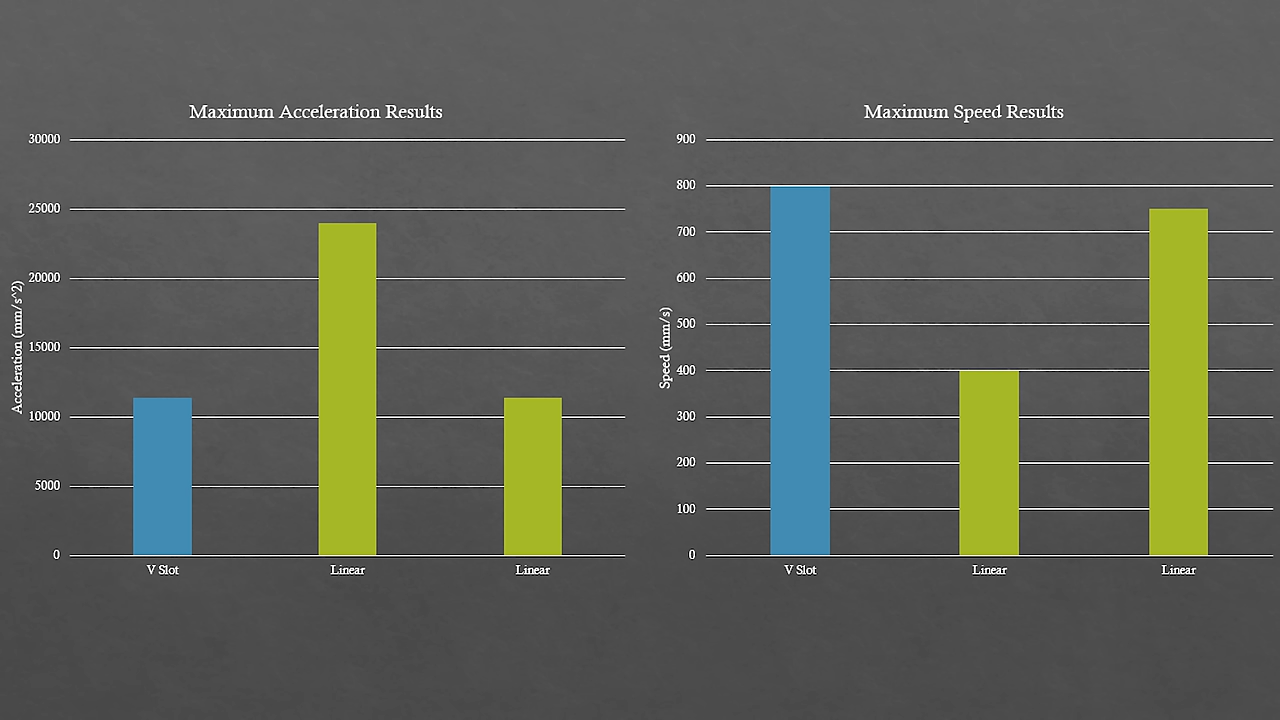 Maximum Acceleration Results
30000
25000
20000
15000
10000
5000
0
Acceleration (mm/s^2)
V Slot
Linear
Linear
Maximum Speed Results
900
800
700
600
500
400
300
200
100
0
Speed (mm/s)
V Slot
Linear
Linear